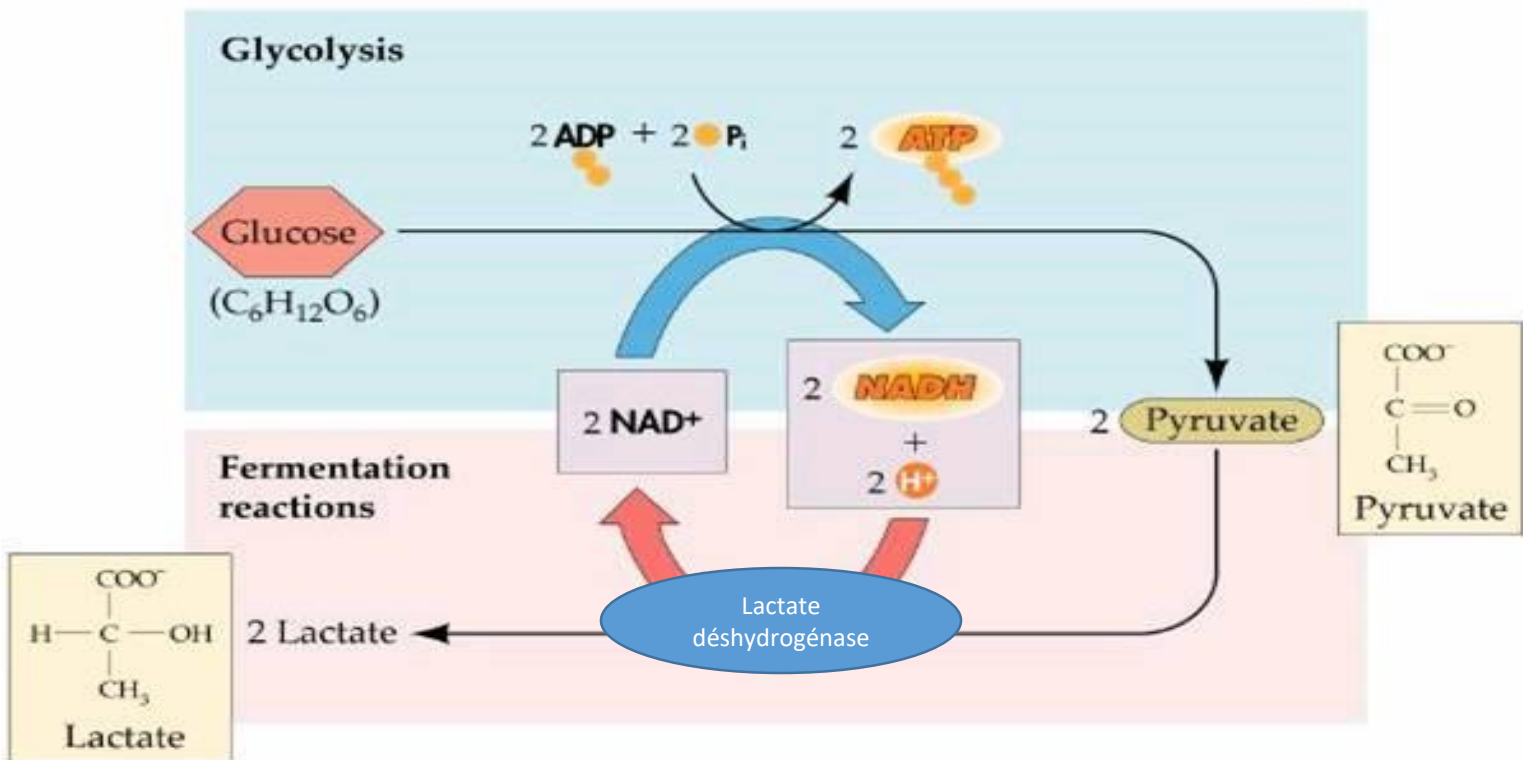 Glycolysis
2 ADP + 2 Pi 2 ATP
Glucose
(C6H12O6)
2 NAD+
2 NADH
+
2 H+
2 Pyruvate
COO-
C=O
CH3
Pyruvate
Fermentation
reactions
Lactate
déshydrogénase
2 Lactate
COO-
H—C—OH
CH3
Lactate